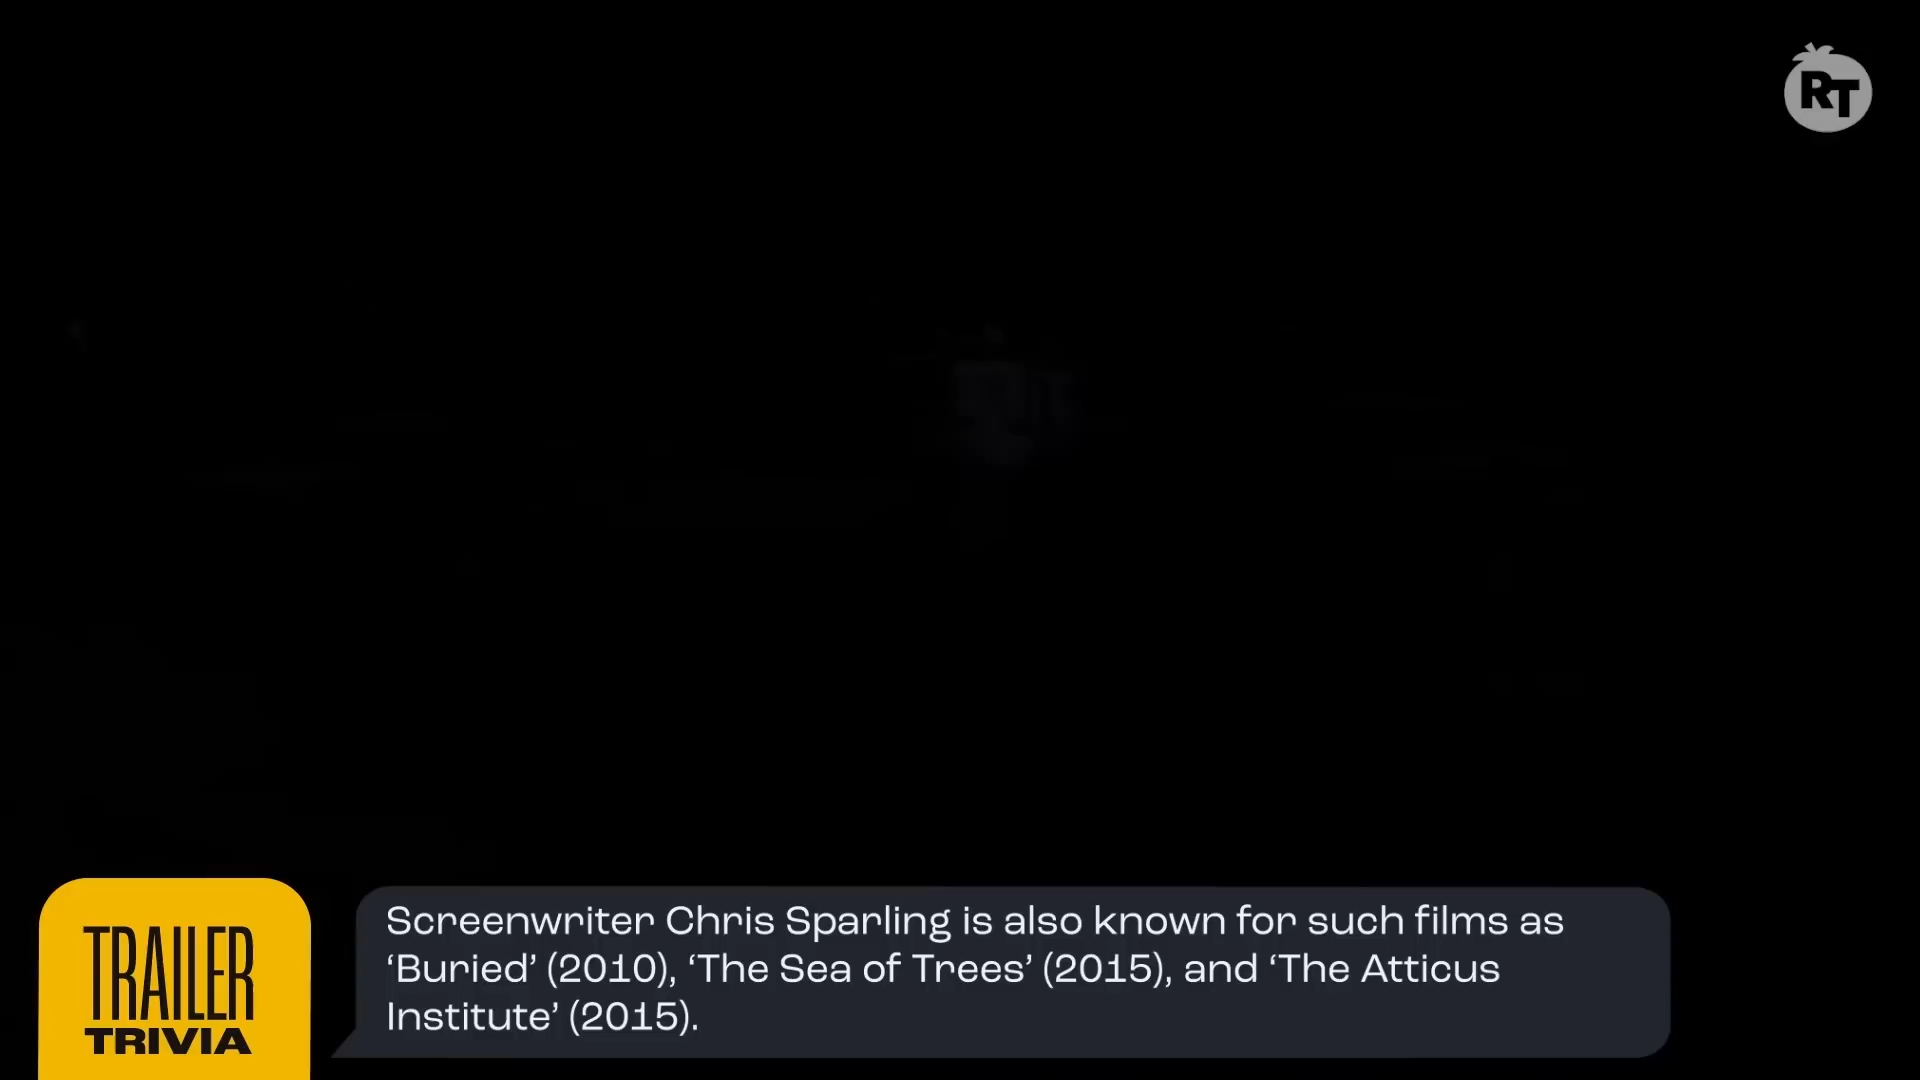 RT
Screenwriter Chris Sparling is also known for such films as
‘Buried’ (2010), ‘The Sea of Trees’ (2015), and ‘The Atticus
Institute’ (2015).
TRAILER
TRIVIA